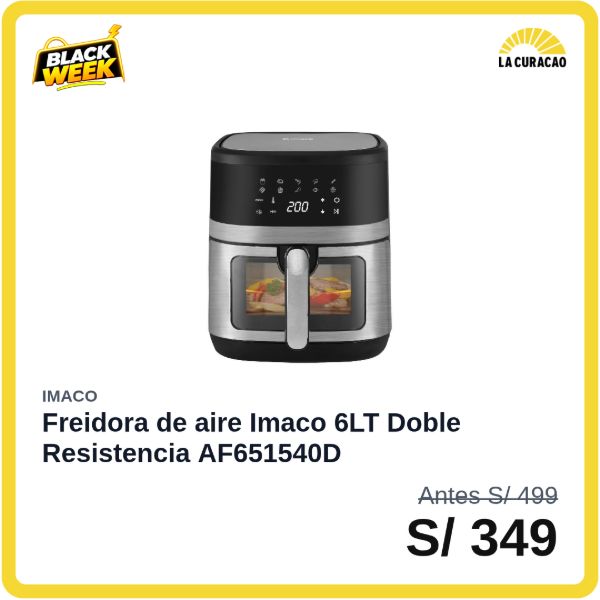 BLACK
WEEK
LA CURACAO
200
IMACO
Freidora de aire Imaco 6LT Doble
Resistencia AF651540D
Antes S/ 499
S/ 349